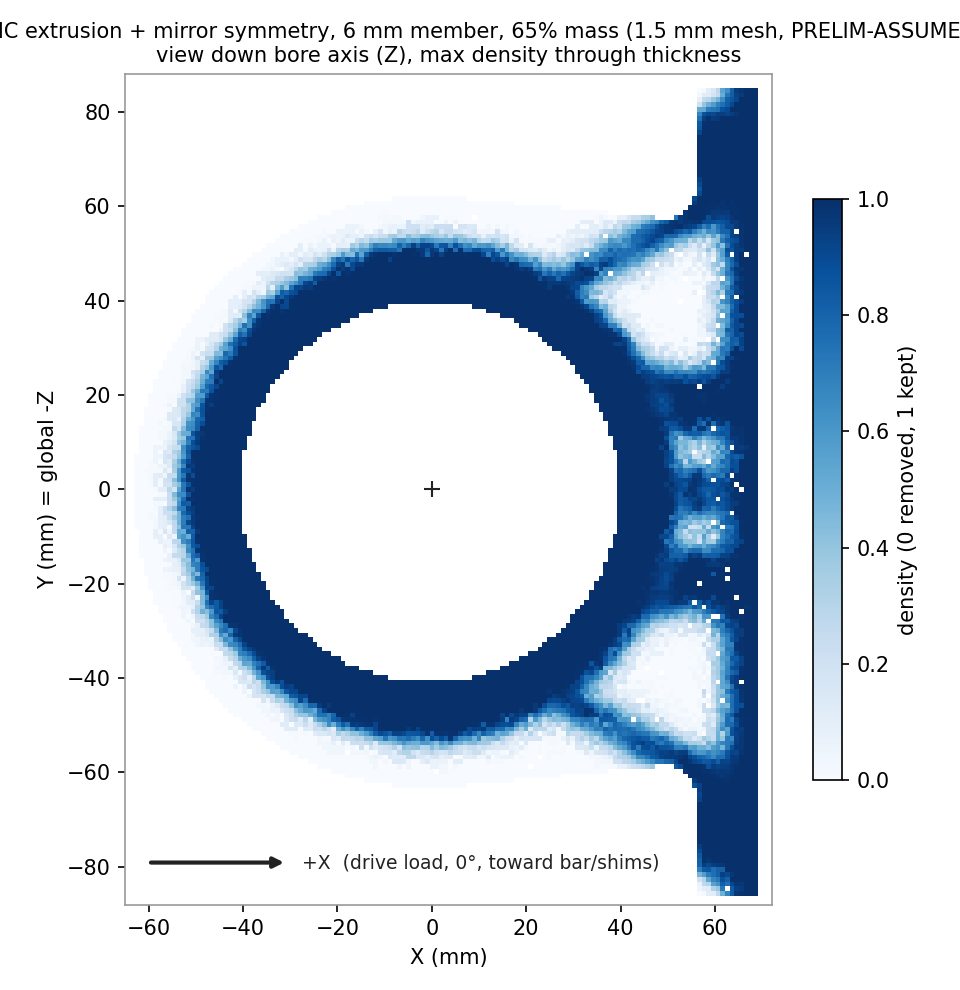 IC extrusion + mirror symmetry, 6 mm member, 65% mass (1.5 mm mesh, PRELIM-ASSUME
view down bore axis (Z), max density through thickness
80
60
40
20
0
−20
−40
−60
−80
Y (mm) = global -Z
+X (drive load, 0°, toward bar/shims)
−60 −40 −20 0 20 40 60
X (mm)
1.0
0.8
0.6
0.4
0.2
0.0
density (0 removed, 1 kept)